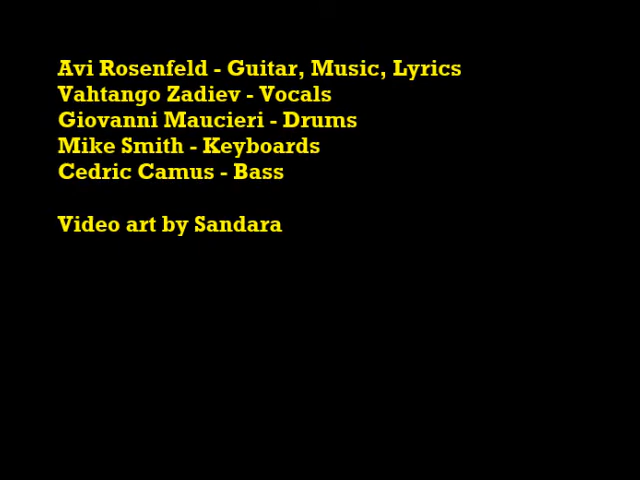 Avi Rosenfeld - Guitar, Music, Lyrics
Vahtango Zadiev - Vocals
Giovanni Maucieri - Drums
Mike Smith - Keyboards
Cedric Camus - Bass
Video art by Sandara